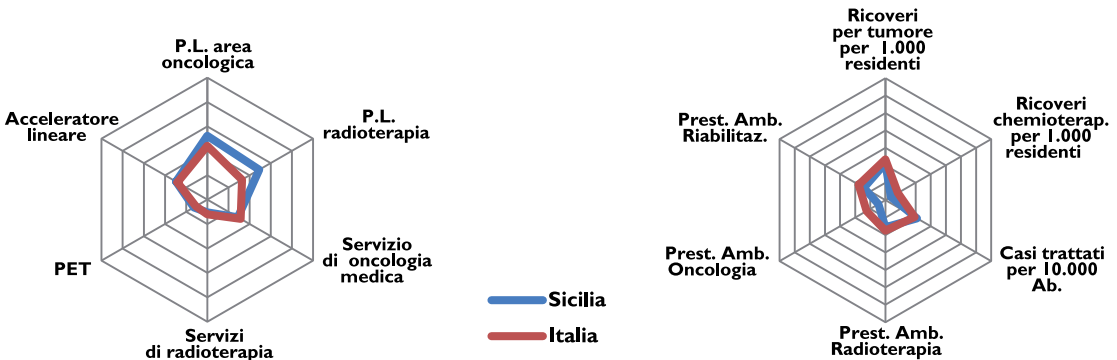 P.L. area
oncologica
P.L.
radioterapia
Servizio
di oncologia
medica
Servizi
di radioterapia
PET
Acceleratore
lineare
Sicilia
Italia
Ricoveri
per tumore
per 1.000
residenti
Ricoveri
chemioterap.
per 1.000
residenti
Casi trattati
per 10.000
Ab.
Prest. Amb.
Radioterapia
Prest. Amb.
Oncologia
Prest. Amb.
Riabilitaz.